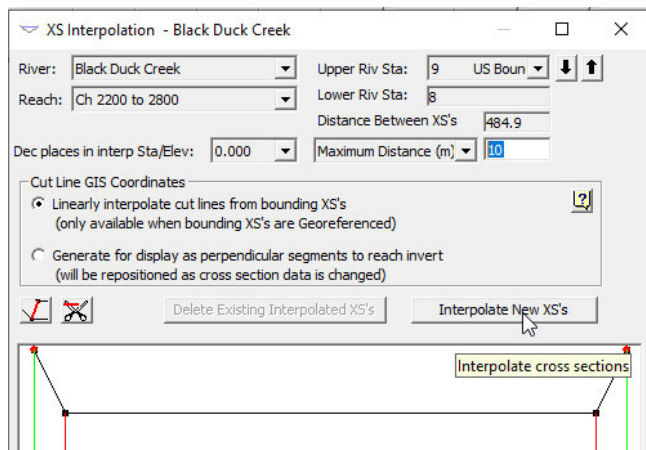 XS Interpolation - Black Duck Creek
River: Black Duck Creek Upper Riv Sta: 9 US Boun
Reach: Ch 2200 to 2800 Lower Riv Sta: 8
Distance Between XS's 484.9
Dec places in interp Sta/Elev: 0.000 Maximum Distance (m) 10
Cut Line GIS Coordinates
Linearly interpolate cut lines from bounding XS's
(only available when bounding XS's are Georeferenced)
Generate for display as perpendicular segments to reach invert
(will be repositioned as cross section data is changed)
Delete Existing Interpolated XS's Interpolate New XS's
Interpolate cross sections